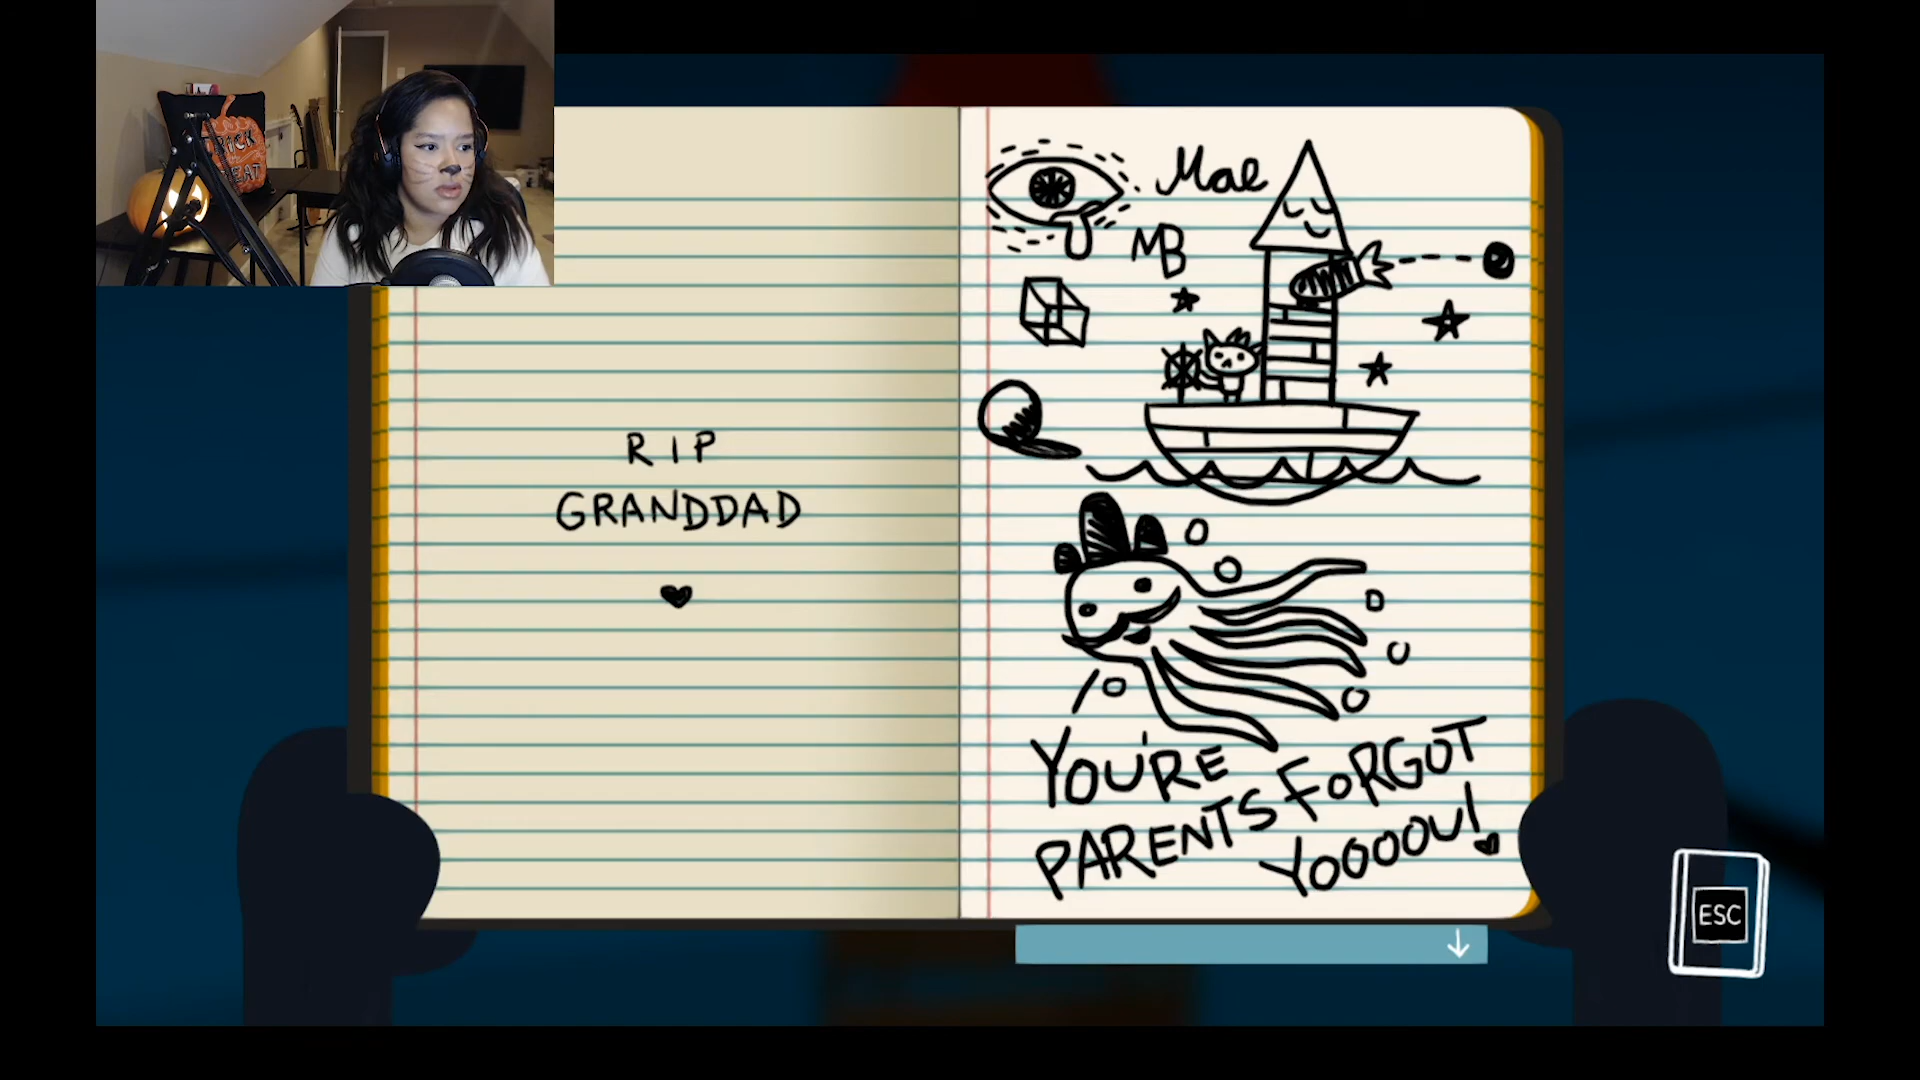 TRICK
TREAT
RIP
GRANDDAD
Mae
MB
YOU'RE
PARENTS FORGOT
YOOOOU!
ESC